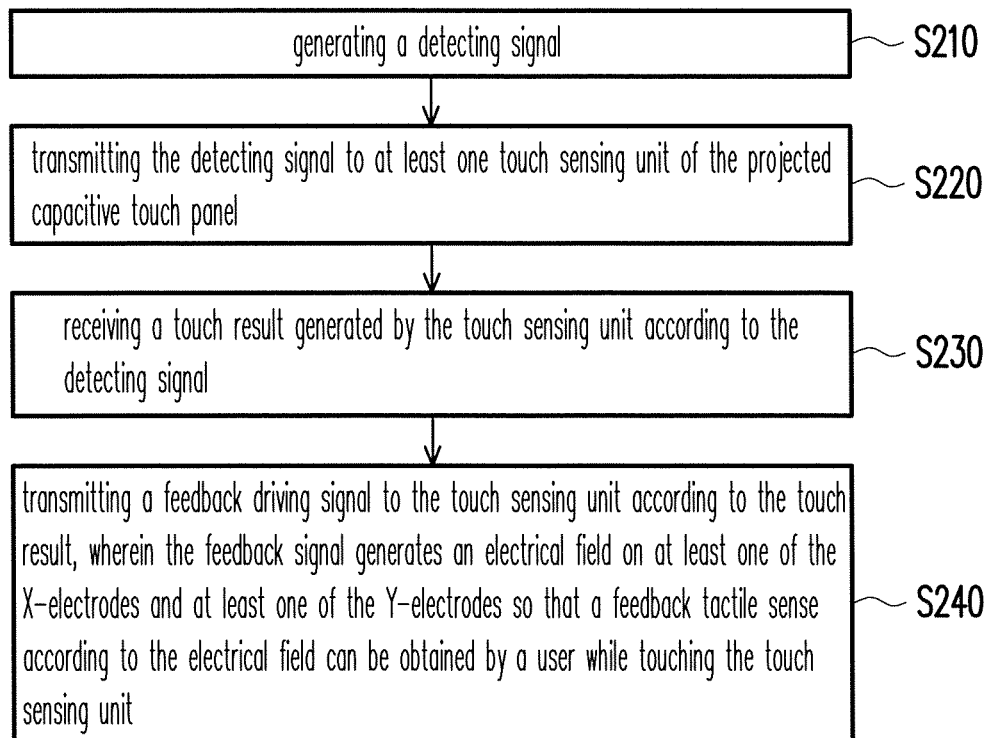 generating a detecting signal
S210
transmitting the detecting signal to at least one touch sensing unit of the projected
capacitive touch panel
S220
receiving a touch result generated by the touch sensing unit according to the
detecting signal
S230
transmitting a feedback driving signal to the touch sensing unit according to the touch
result, wherein the feedback signal generates an electrical field on at least one of the
X-electrodes and at least one of the Y-electrodes so that a feedback tactile sense
according to the electrical field can be obtained by a user while touching the touch
sensing unit
S240